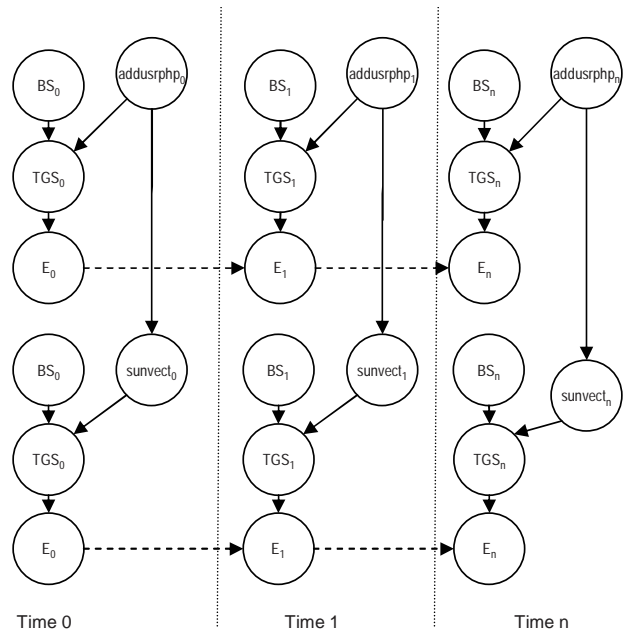 BS₀
addusrphp₀
BS₁
addusrphp₁
BSₙ
addusrphpₙ
TGS₀
TGS₁
TGSₙ
E₀
E₁
Eₙ
BS₀
sunvect₀
BS₁
sunvect₁
BSₙ
sunvectₙ
TGS₀
TGS₁
TGSₙ
E₀
E₁
Eₙ
Time 0
Time 1
Time n